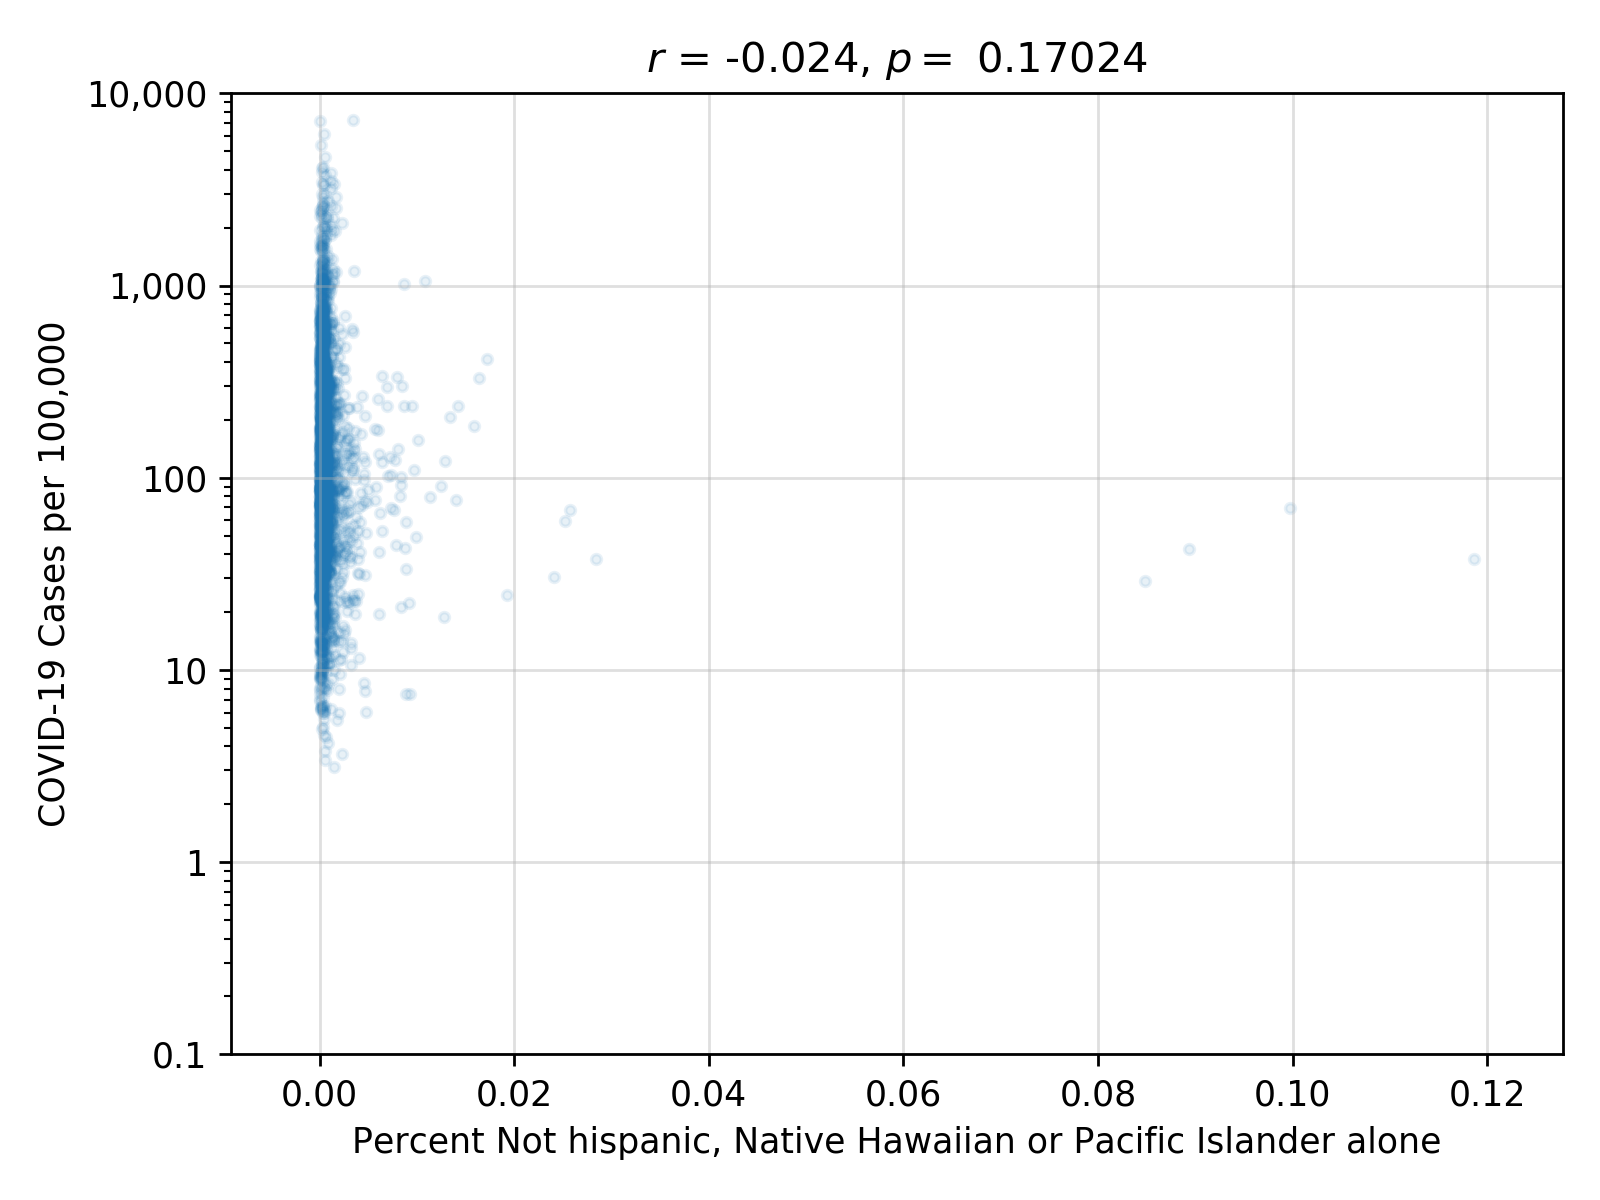 r = -0.024, p = 0.17024
10,000
1,000
100
10
1
0.1
COVID-19 Cases per 100,000
0.00 0.02 0.04 0.06 0.08 0.10 0.12
Percent Not hispanic, Native Hawaiian or Pacific Islander alone